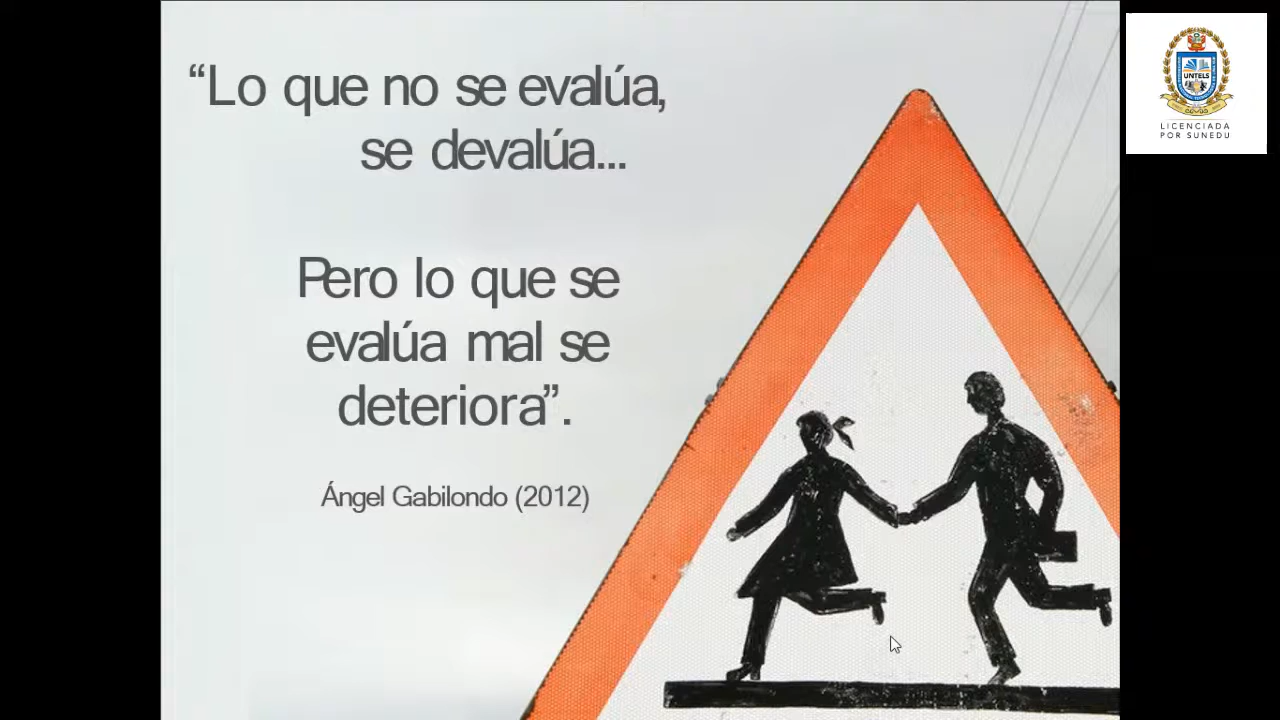 “Lo que no se evalúa,
se devalúa...
Pero lo que se
evalúa mal se
deteriora”.
Ángel Gabilondo (2012)
UNTELS
LICENCIADA
POR SUNEDU